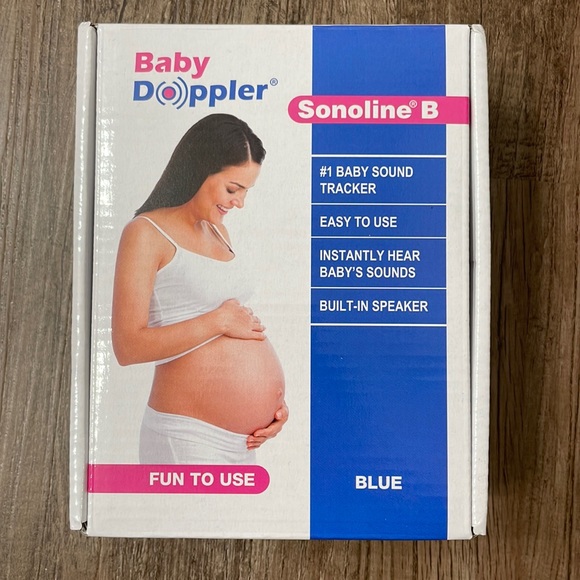 Baby
Doppler®
Sonoline® B
#1 BABY SOUND
TRACKER
EASY TO USE
INSTANTLY HEAR
BABY'S SOUNDS
BUILT-IN SPEAKER
FUN TO USE
BLUE